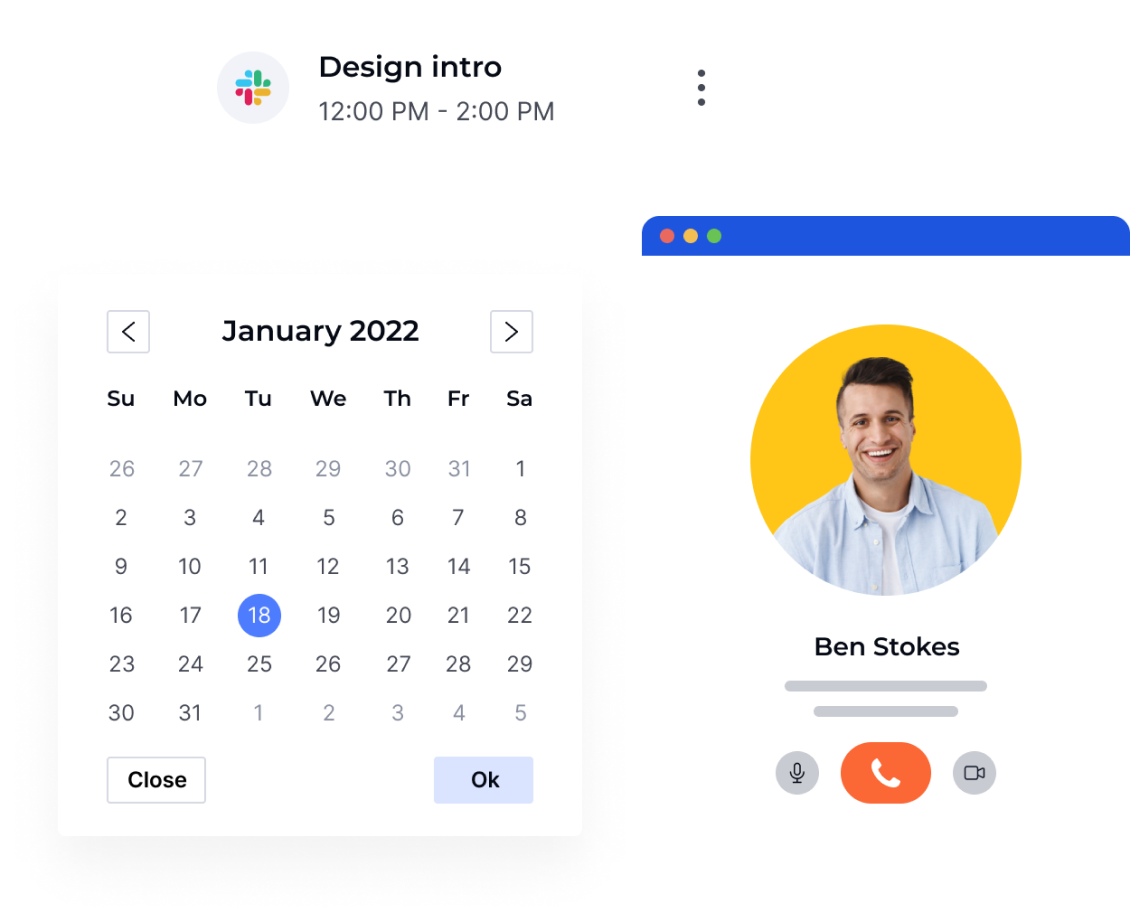 Design intro
12:00 PM - 2:00 PM
January 2022
Su Mo Tu We Th Fr Sa
26 27 28 29 30 31 1
2 3 4 5 6 7 8
9 10 11 12 13 14 15
16 17 18 19 20 21 22
23 24 25 26 27 28 29
30 31 1 2 3 4 5
Close Ok
Ben Stokes